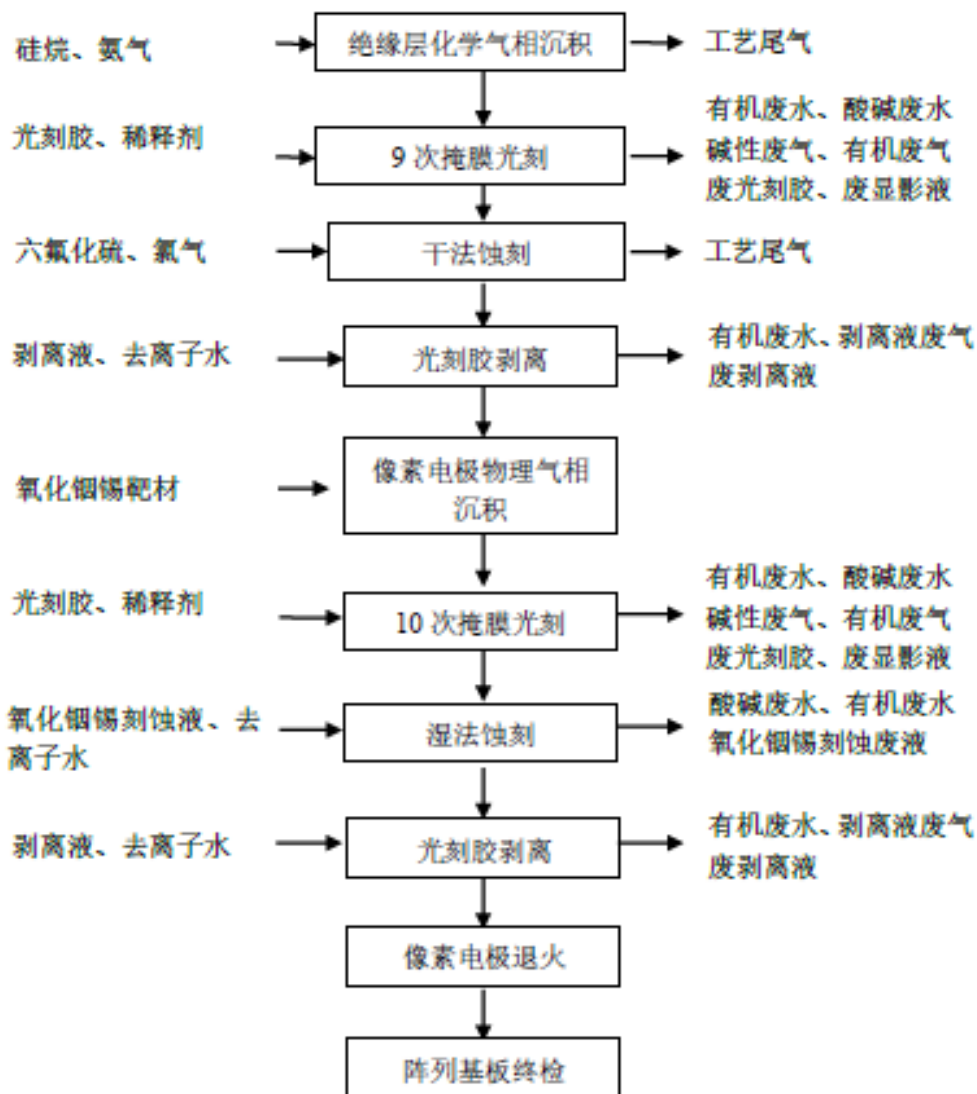 硅烷、氨气
绝缘层化学气相沉积
工艺尾气
光刻胶、稀释剂
9 次掩膜光刻
有机废水、酸碱废水
碱性废气、有机废气
废光刻胶、废显影液
六氟化硫、氯气
干法蚀刻
工艺尾气
剥离液、去离子水
光刻胶剥离
有机废水、剥离液废气
废剥离液
氧化铟锡靶材
像素电极物理气相
沉积
光刻胶、稀释剂
10 次掩膜光刻
有机废水、酸碱废水
碱性废气、有机废气
废光刻胶、废显影液
氧化铟锡刻蚀液、去
离子水
湿法蚀刻
酸碱废水、有机废水
氧化铟锡刻蚀废液
剥离液、去离子水
光刻胶剥离
有机废水、剥离液废气
废剥离液
像素电极退火
阵列基板终检